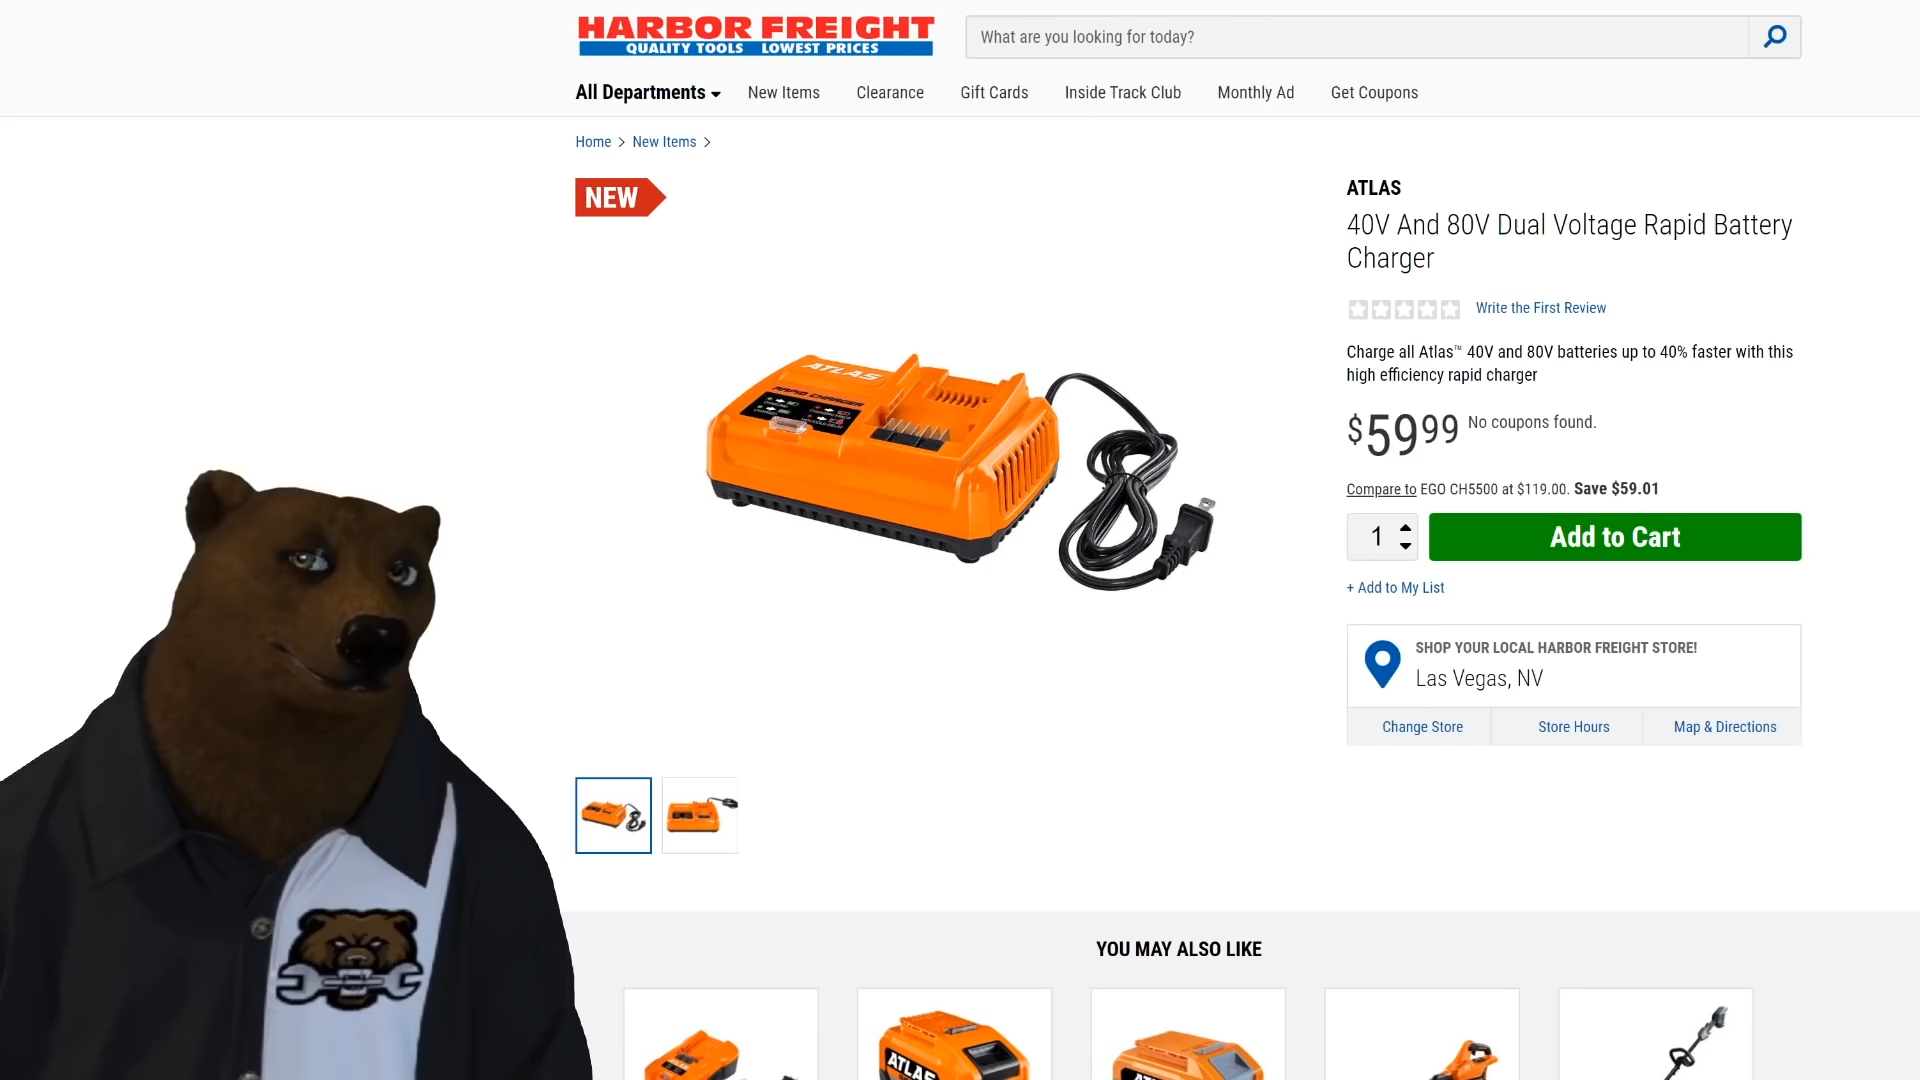 HARBOR FREIGHT
QUALITY TOOLS LOWEST PRICES
What are you looking for today?
All Departments
New Items
Clearance
Gift Cards
Inside Track Club
Monthly Ad
Get Coupons
Home > New Items >
NEW
ATLAS
RAPID CHARGER
ATLAS
40V And 80V Dual Voltage Rapid Battery
Charger
Write the First Review
Charge all Atlas™ 40V and 80V batteries up to 40% faster with this
high efficiency rapid charger
$59.99 No coupons found.
Compare to EGO CH5500 at $119.00. Save $59.01
1
Add to Cart
+ Add to My List
SHOP YOUR LOCAL HARBOR FREIGHT STORE!
Las Vegas, NV
Change Store
Store Hours
Map & Directions
YOU MAY ALSO LIKE
ATLAS